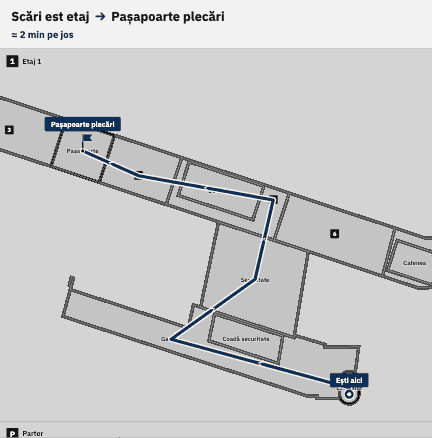 Scări est etaj → Pașapoarte plecări
≈ 2 min pe jos
1 Etaj 1
3
Pașapoarte plecări
6
Cafenea
Coadă securitate
Ești aici
P Parter